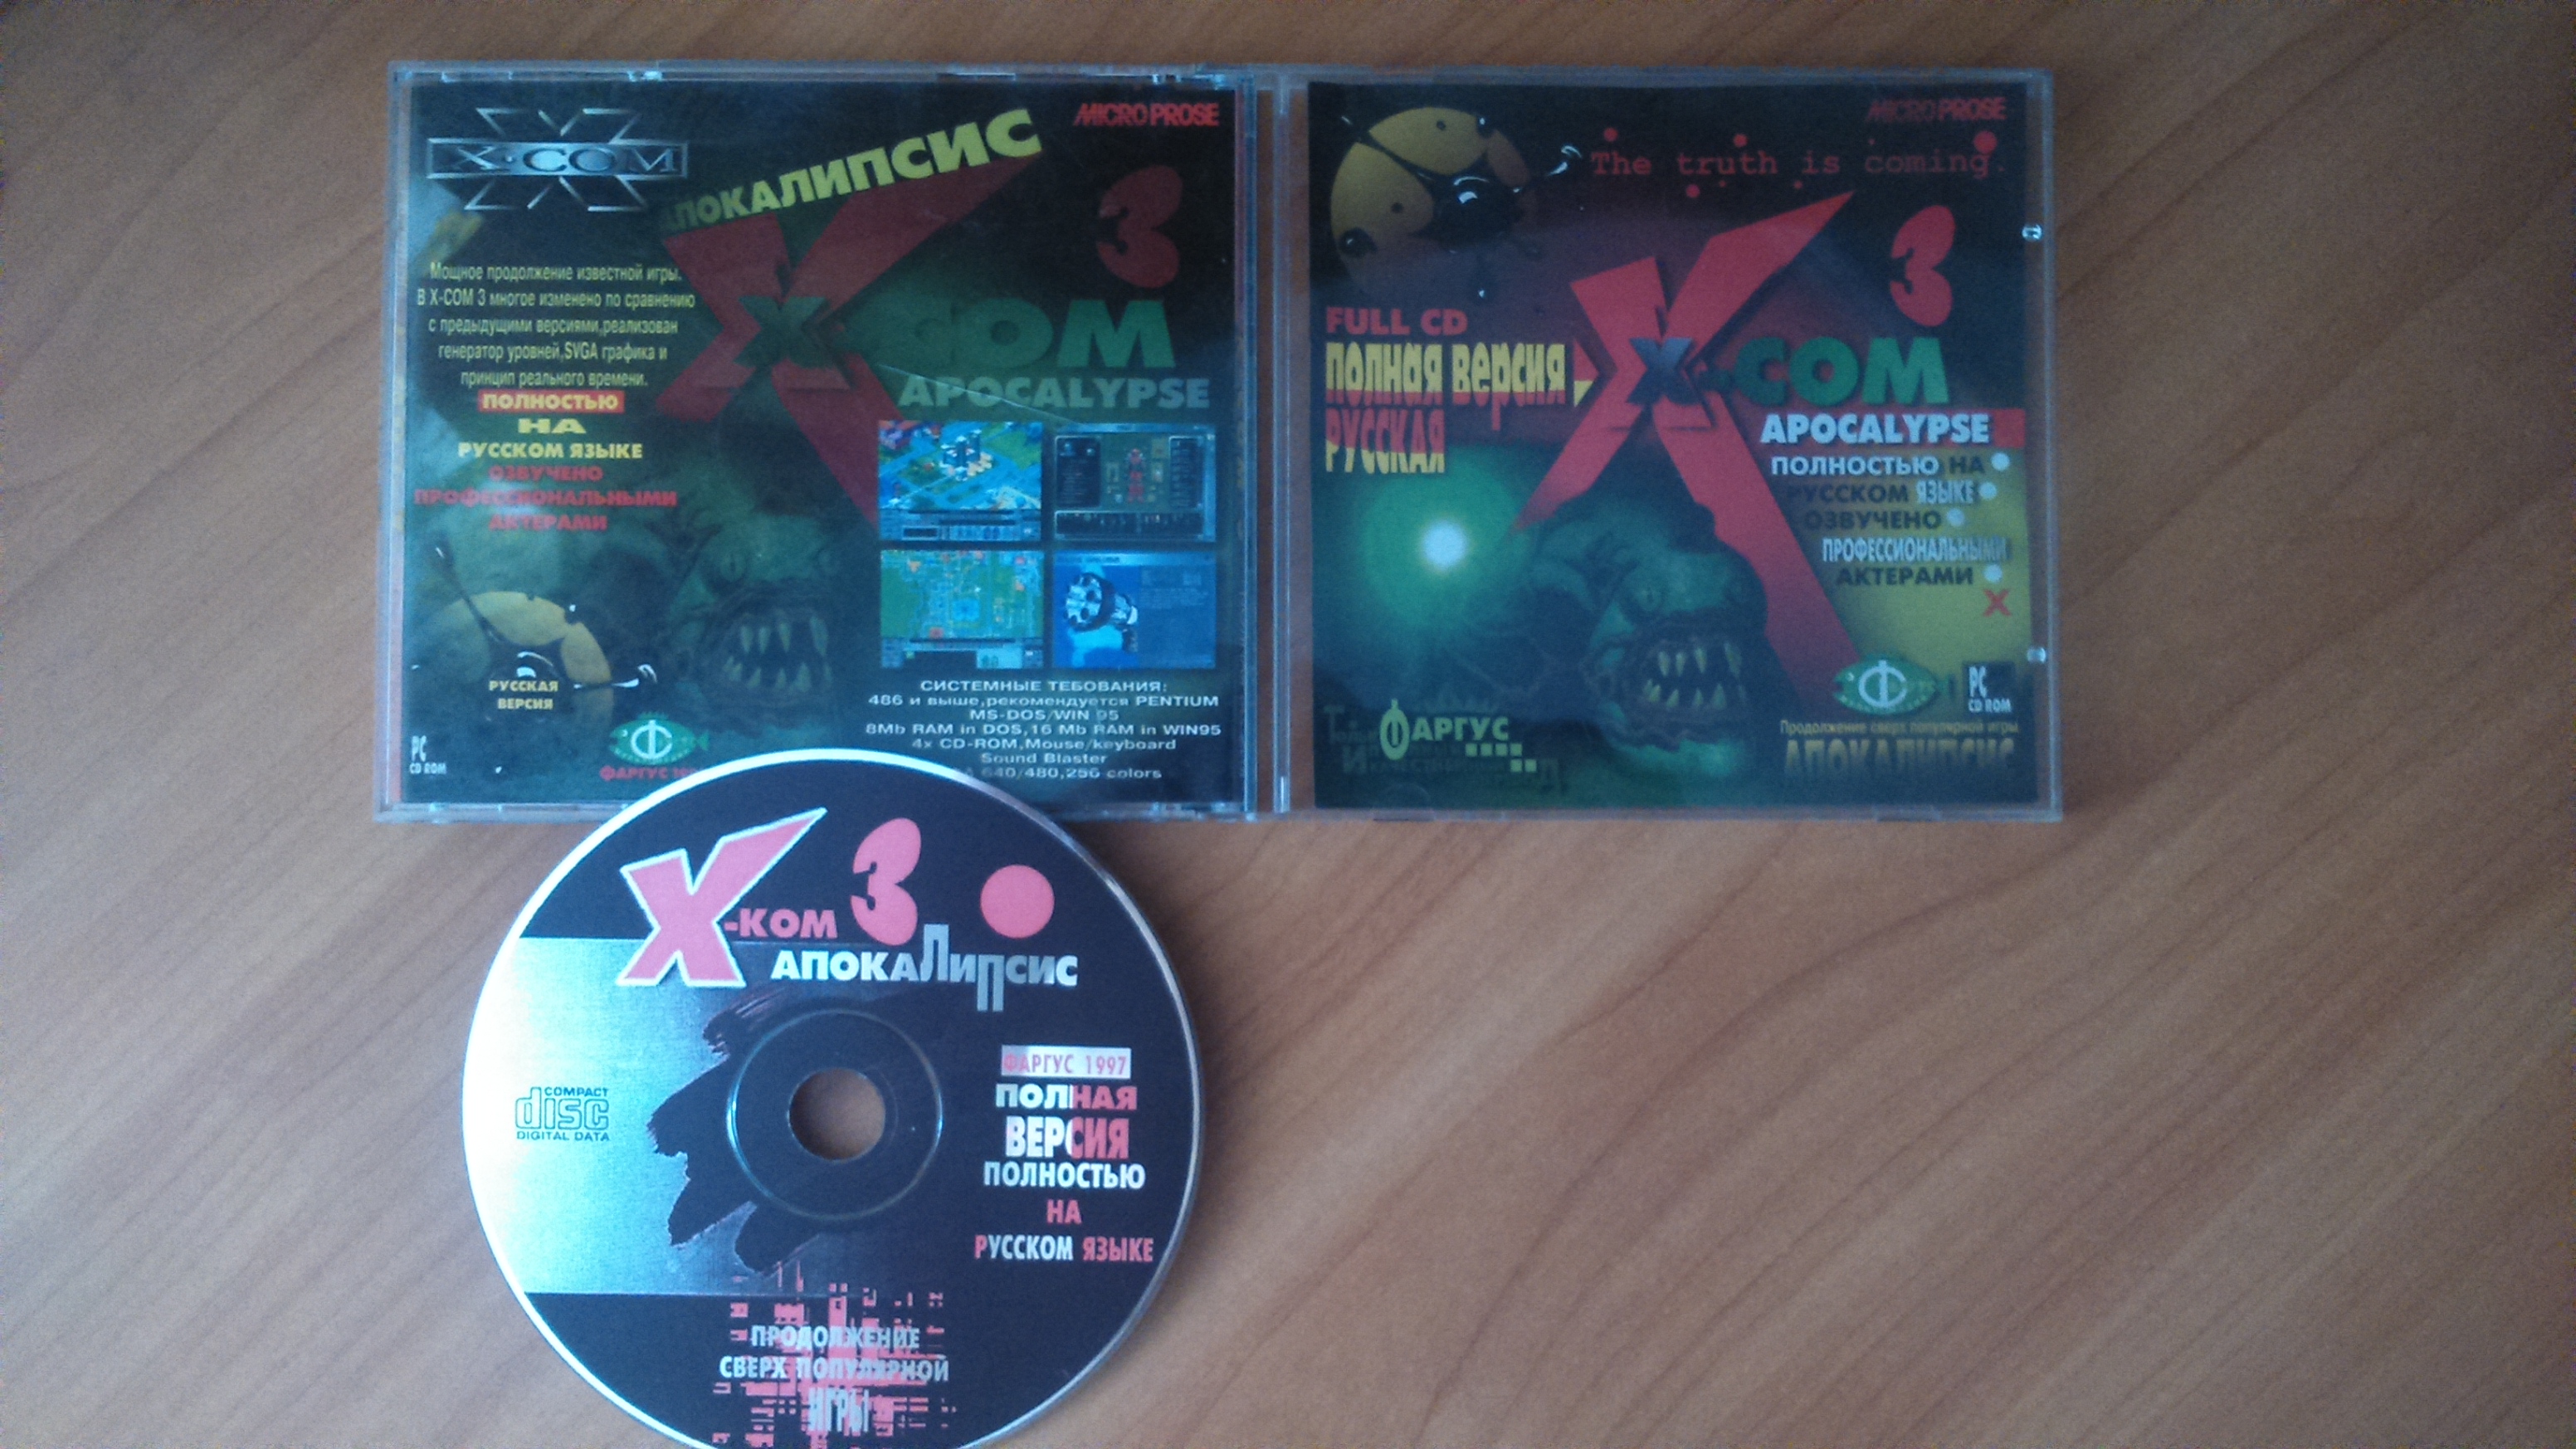 X-COM
MICROPROSE
АПОКАЛИПСИС
3
X-COM
APOCALYPSE
Мощное продолжение известной игры.
В X-COM 3 многое изменено по сравнению
с предыдущими версиями,реализован
генератор уровней,SVGA графика и
принцип реального времени.
ПОЛНОСТЬЮ
НА
РУССКОМ ЯЗЫКЕ
ОЗВУЧЕНО
ПРОФЕССИОНАЛЬНЫМИ
АКТЕРАМИ
РУССКАЯ
ВЕРСИЯ
PC
CD ROM
ФАРГУС
СИСТЕМНЫЕ ТЕБОВАНИЯ:
486 и выше,рекомендуется PENTIUM
MS-DOS/WIN 95
8Mb RAM in DOS,16 Mb RAM in WIN95
4x CD-ROM,Mouse/keyboard
Sound Blaster
640/480,256 colors
MICROPROSE
The truth is coming.
3
FULL CD
ПОЛНАЯ ВЕРСИЯ
РУССКАЯ
X-COM
APOCALYPSE
ПОЛНОСТЬЮ НА
РУССКОМ ЯЗЫКЕ
ОЗВУЧЕНО
ПРОФЕССИОНАЛЬНЫМИ
АКТЕРАМИ
X
ФАРГУС
PC
CD ROM
Продолжение сверх популярной игры
АПОКАЛИПСИС
Х-КОМ 3
АПОКАЛИПСИС
COMPACT
disc
DIGITAL DATA
ФАРГУС 1997
ПОЛНАЯ
ВЕРСИЯ
ПОЛНОСТЬЮ
НА
РУССКОМ ЯЗЫКЕ
ПРОДОЛЖЕНИЕ
СВЕРХ ПОПУЛЯРНОЙ
ИГРЫ